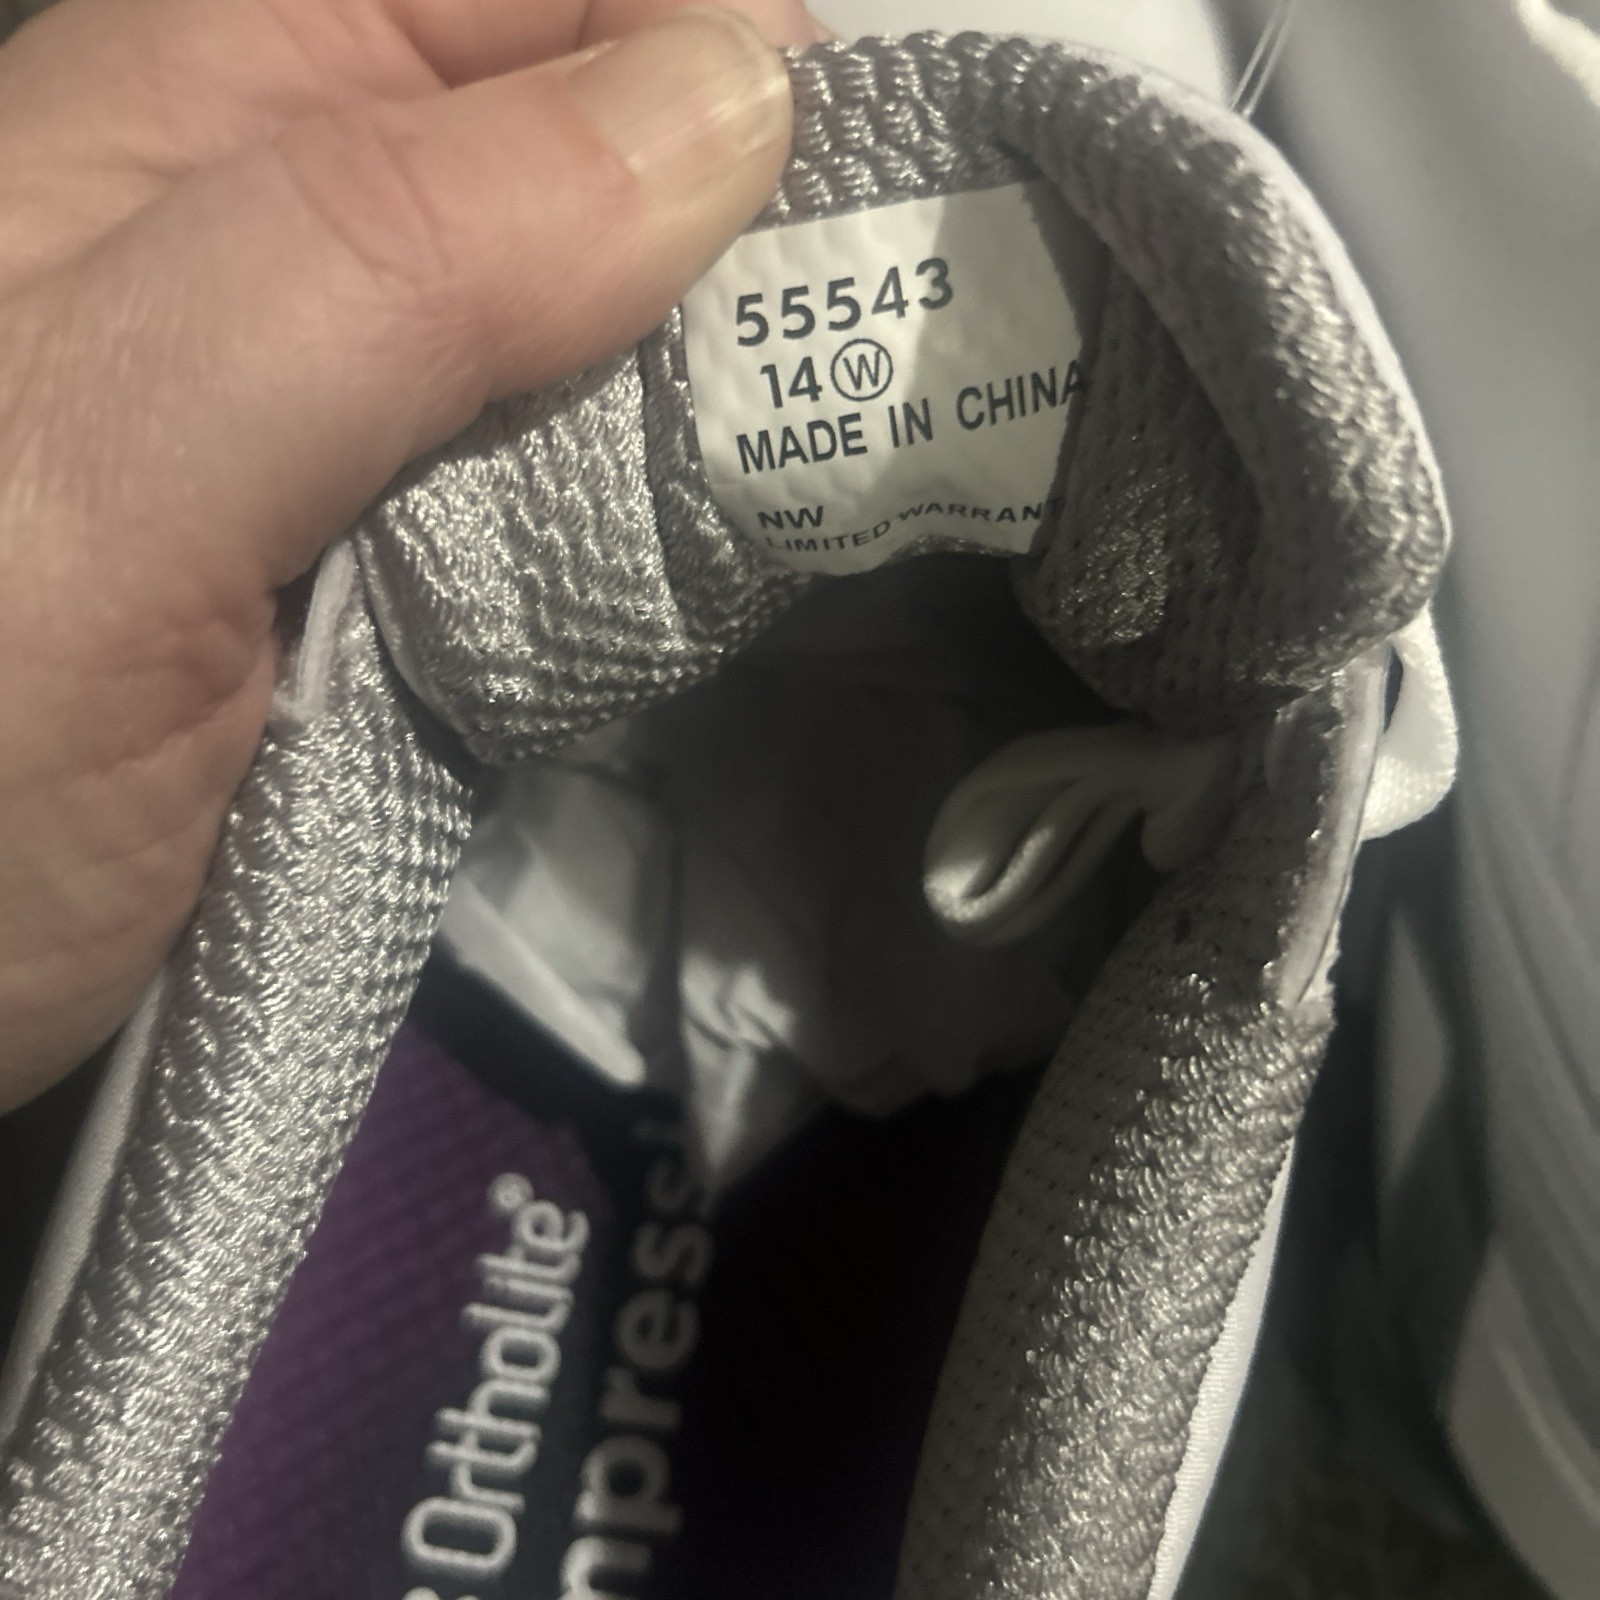 55543
14 W
MADE IN CHINA
NW
LIMITED WARRANT
Ortholite®
mpress